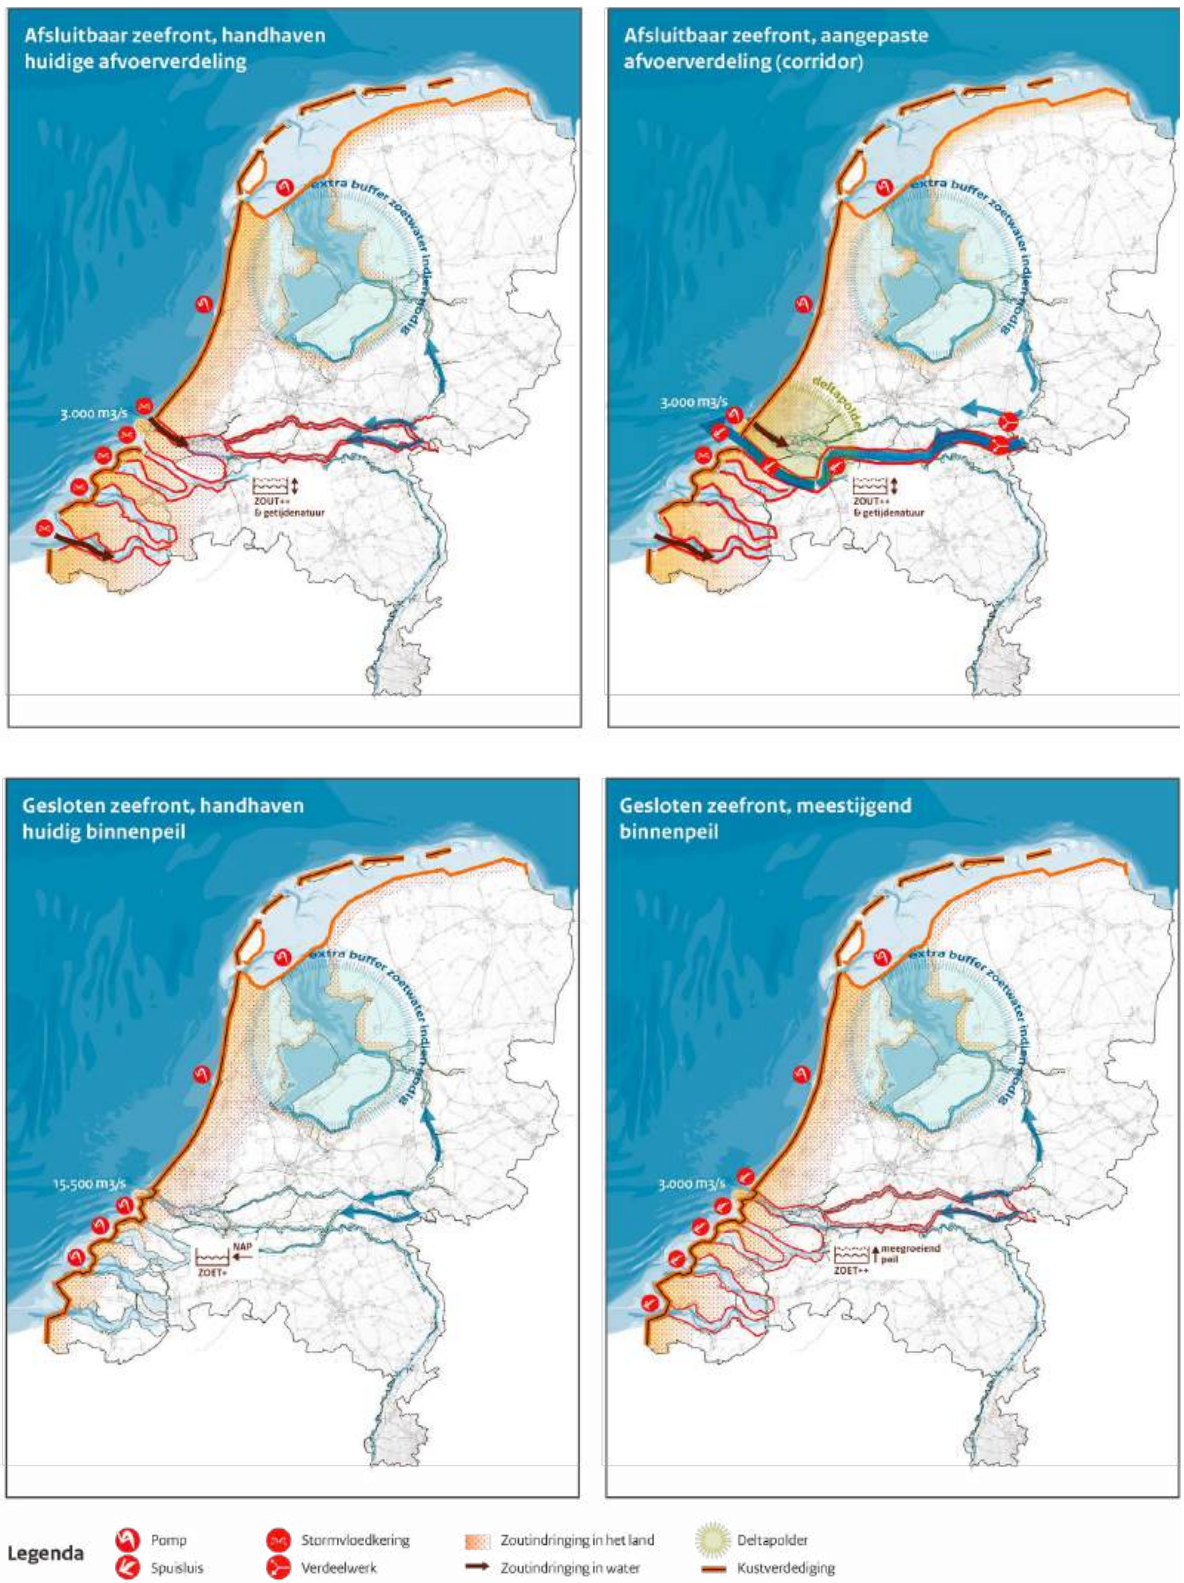 Afsluitbaar zeefront, handhaven
huidige afvoerverdeling
extra buffer zoetwater indien nodig
3.000 m3/s
ZOUT++
& getijdenatuur
Afsluitbaar zeefront, aangepaste
afvoerverdeling (corridor)
extra buffer zoetwater indien nodig
deltapolder
3.000 m3/s
ZOUT++
& getijdenatuur
Gesloten zeefront, handhaven
huidig binnenpeil
extra buffer zoetwater indien nodig
15.500 m3/s
NAP
ZOET+
Gesloten zeefront, meestijgend
binnenpeil
extra buffer zoetwater indien nodig
3.000 m3/s
meegroeiend
peil
ZOET++
Legenda
Pomp
Stormvloedkering
Zoutindringing in het land
Deltapolder
Spuisluis
Verdeelwerk
Zoutindringing in water
Kustverdediging